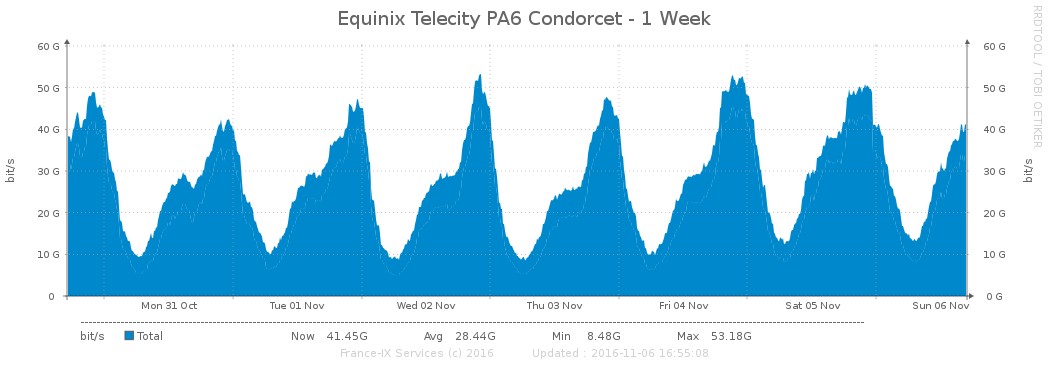 Equinix Telecity PA6 Condorcet - 1 Week
RRDTOOL / TOBI OETIKER
60 G 60 G
50 G 50 G
40 G 40 G
30 G 30 G
20 G 20 G
10 G 10 G
0 0 G
bit/s
bit/s
Mon 31 Oct Tue 01 Nov Wed 02 Nov Thu 03 Nov Fri 04 Nov Sat 05 Nov Sun 06 Nov
bit/s Total Now 41.45G Avg 28.44G Min 8.48G Max 53.18G
France-IX Services (c) 2016 Updated : 2016-11-06 16:55:08